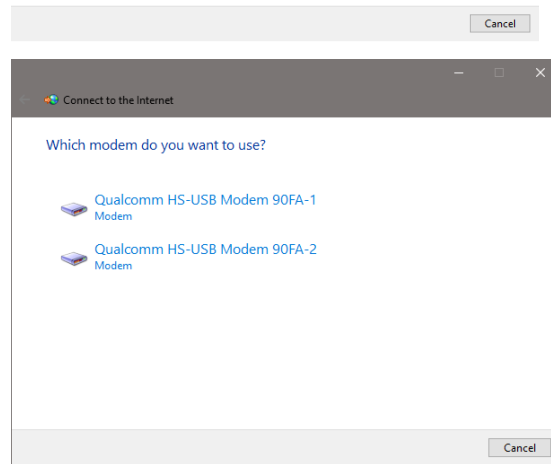 Cancel
Connect to the Internet
Which modem do you want to use?
Qualcomm HS-USB Modem 90FA-1
Modem
Qualcomm HS-USB Modem 90FA-2
Modem
Cancel